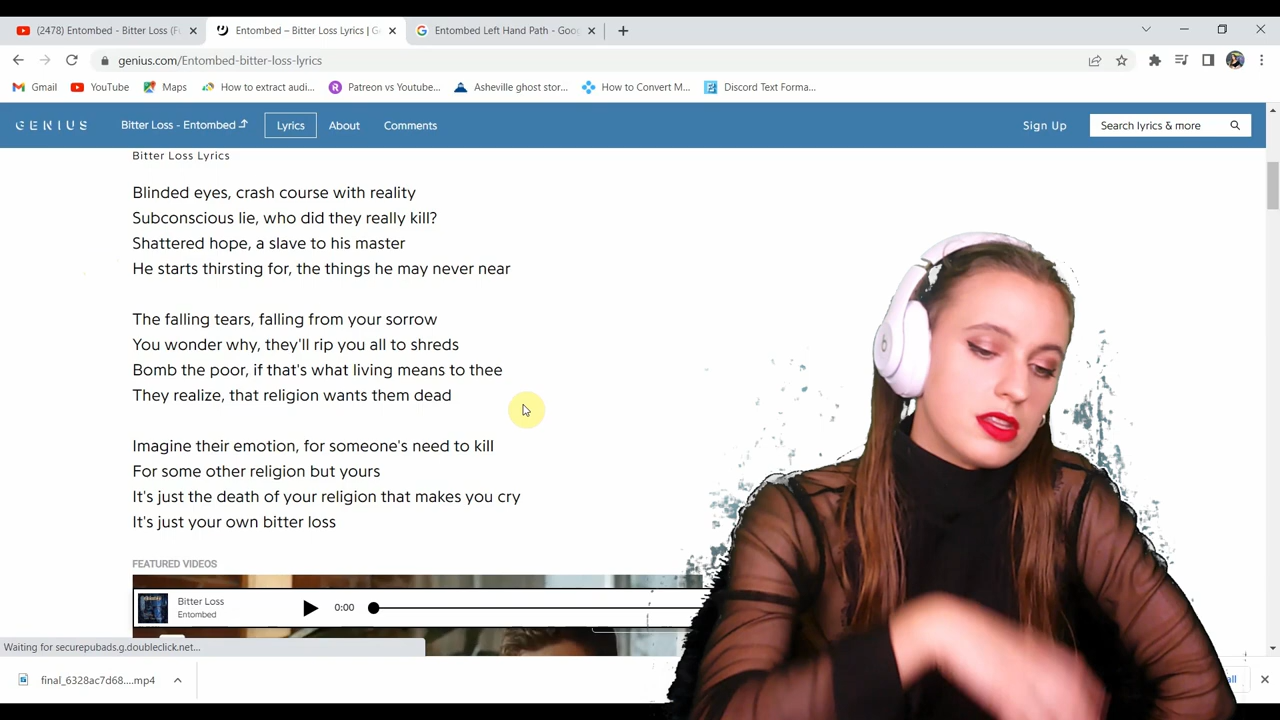 (2478) Entombed - Bitter Loss (F
Entombed – Bitter Loss Lyrics | G
Entombed Left Hand Path - Goo
genius.com/Entombed-bitter-loss-lyrics
Gmail
YouTube
Maps
How to extract audi...
Patreon vs Youtube...
Asheville ghost stor...
How to Convert M...
Discord Text Forma...
GENIUS
Bitter Loss - Entombed
Lyrics
About
Comments
Sign Up
Search lyrics & more
Bitter Loss Lyrics
Blinded eyes, crash course with reality
Subconscious lie, who did they really kill?
Shattered hope, a slave to his master
He starts thirsting for, the things he may never near
The falling tears, falling from your sorrow
You wonder why, they'll rip you all to shreds
Bomb the poor, if that's what living means to thee
They realize, that religion wants them dead
Imagine their emotion, for someone's need to kill
For some other religion but yours
It's just the death of your religion that makes you cry
It's just your own bitter loss
FEATURED VIDEOS
Bitter Loss
Entombed
0:00
Waiting for securepubads.g.doubleclick.net...
final_6328ac7d68....mp4
all